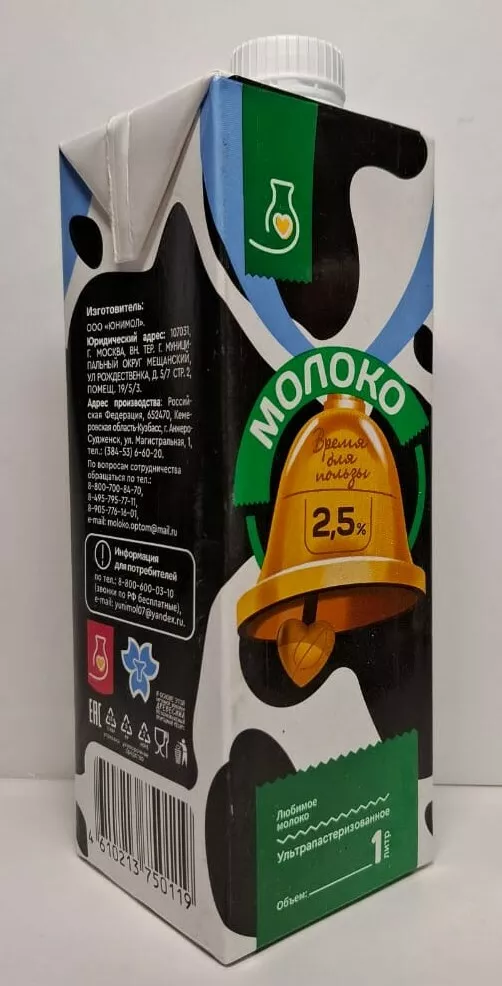 Изготовитель:
ООО «ЮНИМОЛ».
Юридический адрес: 107031,
Г. МОСКВА, ВН. ТЕР. Г. МУНИЦИ-
ПАЛЬНЫЙ ОКРУГ МЕЩАНСКИЙ,
УЛ РОЖДЕСТВЕНКА, Д. 5/7 СТР. 2,
ПОМЕЩ. 19/5/3.
Адрес производства: Россий-
ская Федерация, 652470, Кеме-
ровская область-Кузбасс, г. Анжеро-
Судженск, ул. Магистральная, 1,
тел.: (384-53) 6-60-20.
По вопросам сотрудничества
обращаться по тел.:
8-800-700-84-70,
8-495-795-77-11,
8-905-776-16-01,
e-mail: moloko.optom@mail.ru
Информация
для потребителей
по тел.: 8-800-600-03-10
(звонки по РФ бесплатные),
e-mail: yunimol07@yandex.ru
EAC
4 610213 750119
МОЛОКО
Время
для
пользы
2,5%
Любимое
молоко
Ультрапастеризованное
Объем: 1 литр